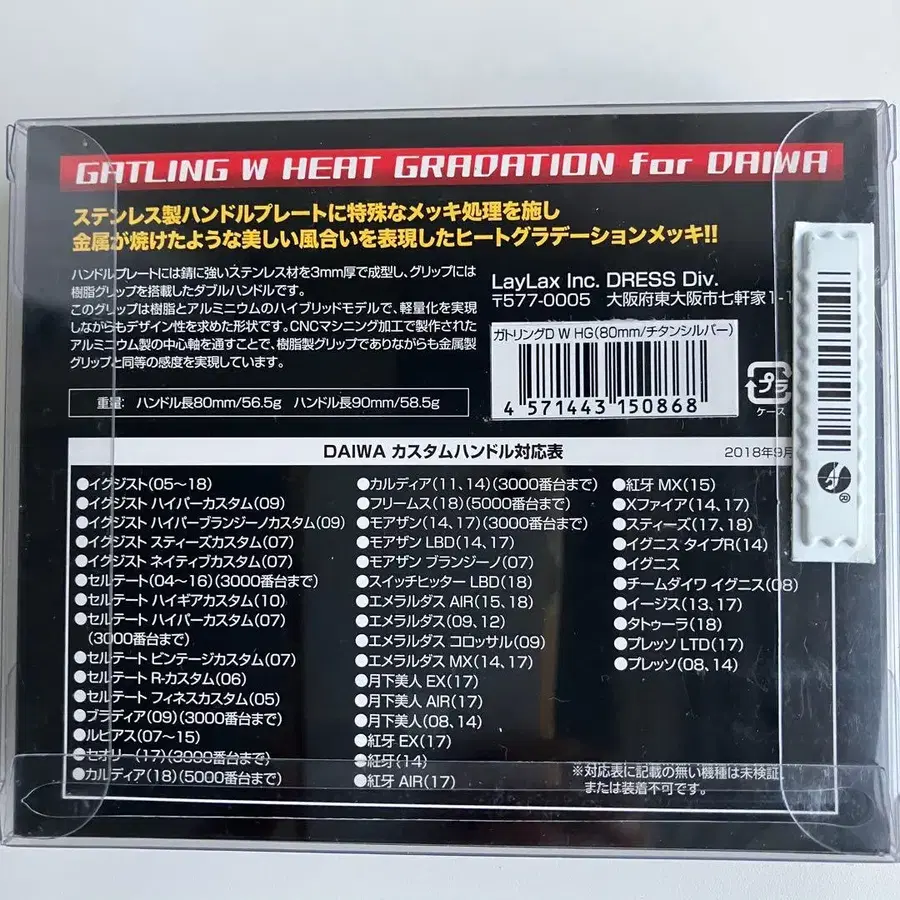 GATLING W HEAT GRADATION for DAIWA
ステンレス製ハンドルプレートに特殊なメッキ処理を施し
金属が焼けたような美しい風合いを表現したヒートグラデーションメッキ!!
ハンドルプレートには錆に強いステンレス材を3mm厚で成型し、グリップには
樹脂グリップを搭載したダブルハンドルです。
このグリップは樹脂とアルミニウムのハイブリッドモデルで、軽量化を実現
しながらもデザイン性を求めた形状です。CNCマシニング加工で製作された
アルミニウム製の中心軸を通すことで、樹脂製グリップでありながらも金属製
グリップと同等の感度を実現しています。
重量: ハンドル長80mm/56.5g ハンドル長90mm/58.5g
LayLax Inc. DRESS Div.
〒577-0005 大阪府東大阪市七軒家1-1
ガトリングD W HG(80mm/チタンシルバー)
4 571443 150868
プラ
ケース
DAIWA カスタムハンドル対応表
2018年9月
●イグジスト(05〜18)
●イグジスト ハイパーカスタム(09)
●イグジスト ハイパーブランジーノカスタム(09)
●イグジスト スティーズカスタム(07)
●イグジスト ネイティブカスタム(07)
●セルテート(04〜16)(3000番台まで)
●セルテート ハイギアカスタム(10)
●セルテート ハイパーカスタム(07)
(3000番台まで)
●セルテート ビンテージカスタム(07)
●セルテート R-カスタム(06)
●セルテート フィネスカスタム(05)
●ブラディア(09)(3000番台まで)
●ルビアス(07〜15)
●セオリー(17)(3000番台まで)
●カルディア(18)(5000番台まで)
●カルディア(11、14)(3000番台まで)
●フリームス(18)(5000番台まで)
●モアザン(14、17)(3000番台まで)
●モアザン LBD(14、17)
●モアザン ブランジーノ(07)
●スイッチヒッター LBD(18)
●エメラルダス AIR(15、18)
●エメラルダス(09、12)
●エメラルダス コロッサル(09)
●エメラルダス MX(14、17)
●月下美人 EX(17)
●月下美人 AIR(17)
●月下美人(08、14)
●紅牙 EX(17)
●紅牙(14)
●紅牙 AIR(17)
●紅牙 MX(15)
●Xファイア(14、17)
●スティーズ(17、18)
●イグニス タイプR(14)
●イグニス
●チームダイワ イグニス(08)
●イージス(13、17)
●タトゥーラ(18)
●プレッソ LTD(17)
●プレッソ(08、14)
※対応表に記載の無い機種は未検証、
または装着不可です。